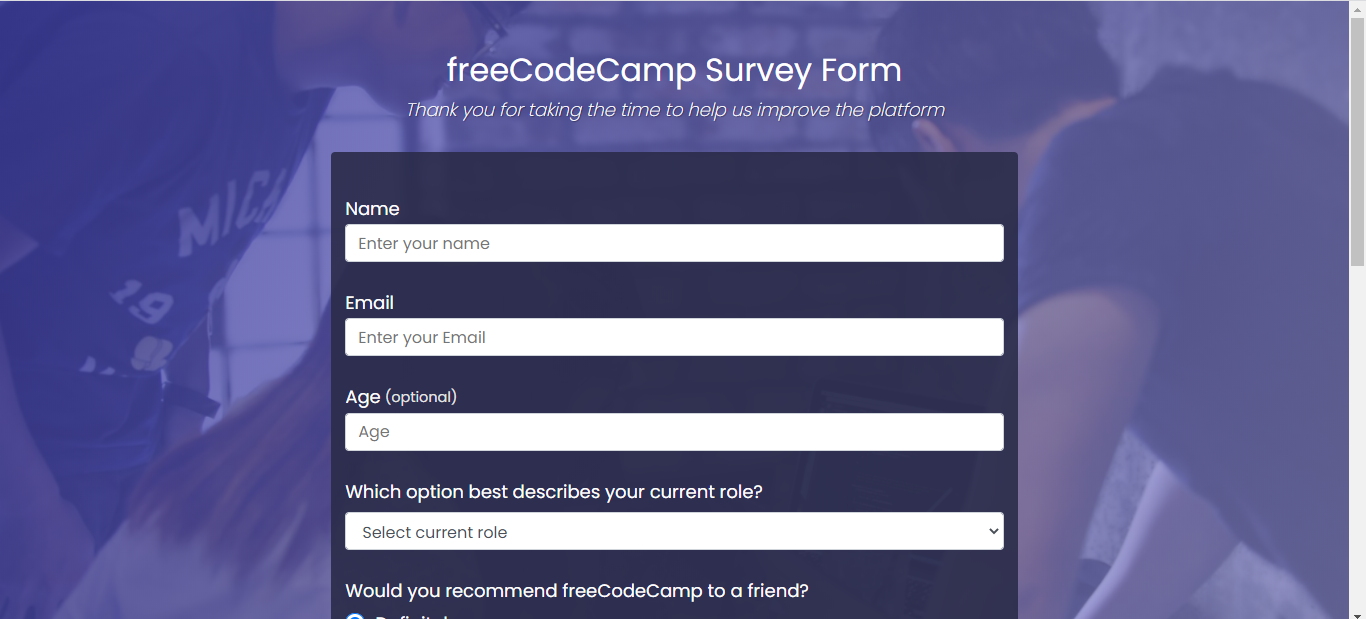 freeCodeCamp Survey Form
Thank you for taking the time to help us improve the platform
Name
Enter your name
Email
Enter your Email
Age (optional)
Age
Which option best describes your current role?
Select current role
Would you recommend freeCodeCamp to a friend?
19